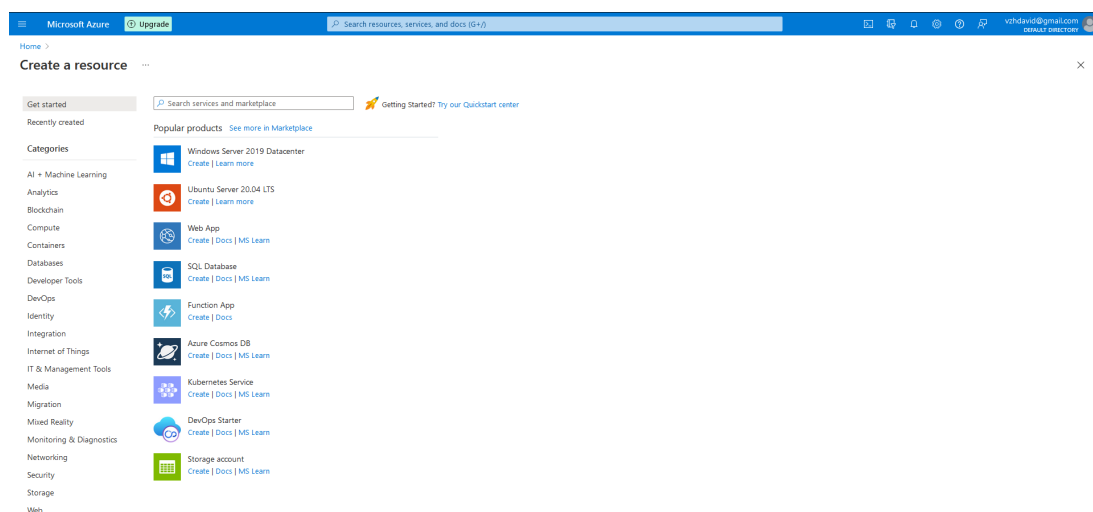 Microsoft Azure
Upgrade
Search resources, services, and docs (G+/)
vzhdavid@gmail.com
DEFAULT DIRECTORY
Home >
Create a resource ...
Get started
Recently created
Categories
AI + Machine Learning
Analytics
Blockchain
Compute
Containers
Databases
Developer Tools
DevOps
Identity
Integration
Internet of Things
IT & Management Tools
Media
Migration
Mixed Reality
Monitoring & Diagnostics
Networking
Security
Storage
Web
Search services and marketplace
Getting Started? Try our Quickstart center
Popular products See more in Marketplace
Windows Server 2019 Datacenter
Create | Learn more
Ubuntu Server 20.04 LTS
Create | Learn more
Web App
Create | Docs | MS Learn
SQL
SQL Database
Create | Docs | MS Learn
Function App
Create | Docs
Azure Cosmos DB
Create | Docs | MS Learn
Kubernetes Service
Create | Docs | MS Learn
DevOps Starter
Create | Docs | MS Learn
Storage account
Create | Docs | MS Learn